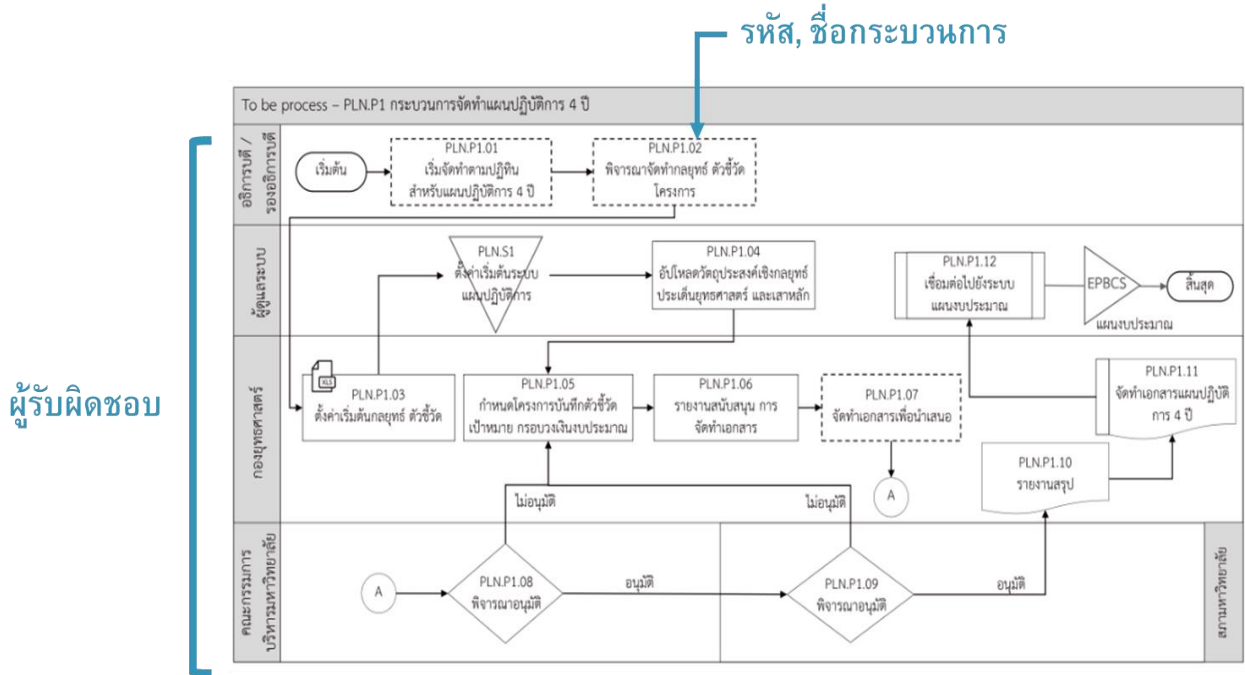 รหัส, ชื่อกระบวนการ
To be process – PLN.P1 กระบวนการจัดทำแผนปฏิบัติการ 4 ปี
ผู้รับผิดชอบ
อธิการบดี /
รองอธิการบดี
เริ่มต้น
PLN.P1.01
เริ่มจัดทำตามปฏิทิน
สำหรับแผนปฏิบัติการ 4 ปี
PLN.P1.02
พิจารณาจัดทำกลยุทธ์ ตัวชี้วัด
โครงการ
ผู้ดูแลระบบ
PLN.S1
ตั้งค่าเริ่มต้นระบบ
แผนปฏิบัติการ
PLN.P1.04
อัปโหลดวัตถุประสงค์เชิงกลยุทธ์
ประเด็นยุทธศาสตร์ และเสาหลัก
PLN.P1.12
เชื่อมต่อไปยังระบบ
แผนงบประมาณ
EPBCS
แผนงบประมาณ
สิ้นสุด
กองยุทธศาสตร์
XLS
PLN.P1.03
ตั้งค่าเริ่มต้นกลยุทธ์ ตัวชี้วัด
PLN.P1.05
กำหนดโครงการบันทึกตัวชี้วัด
เป้าหมาย กรอบวงเงินงบประมาณ
PLN.P1.06
รายงานสนับสนุน การ
จัดทำเอกสาร
PLN.P1.07
จัดทำเอกสารเพื่อนำเสนอ
A
PLN.P1.10
รายงานสรุป
PLN.P1.11
จัดทำเอกสารแผนปฏิบัติ
การ 4 ปี
ไม่อนุมัติ
ไม่อนุมัติ
คณะกรรมการ
บริหารมหาวิทยาลัย
A
PLN.P1.08
พิจารณาอนุมัติ
อนุมัติ
PLN.P1.09
พิจารณาอนุมัติ
อนุมัติ
สภามหาวิทยาลัย